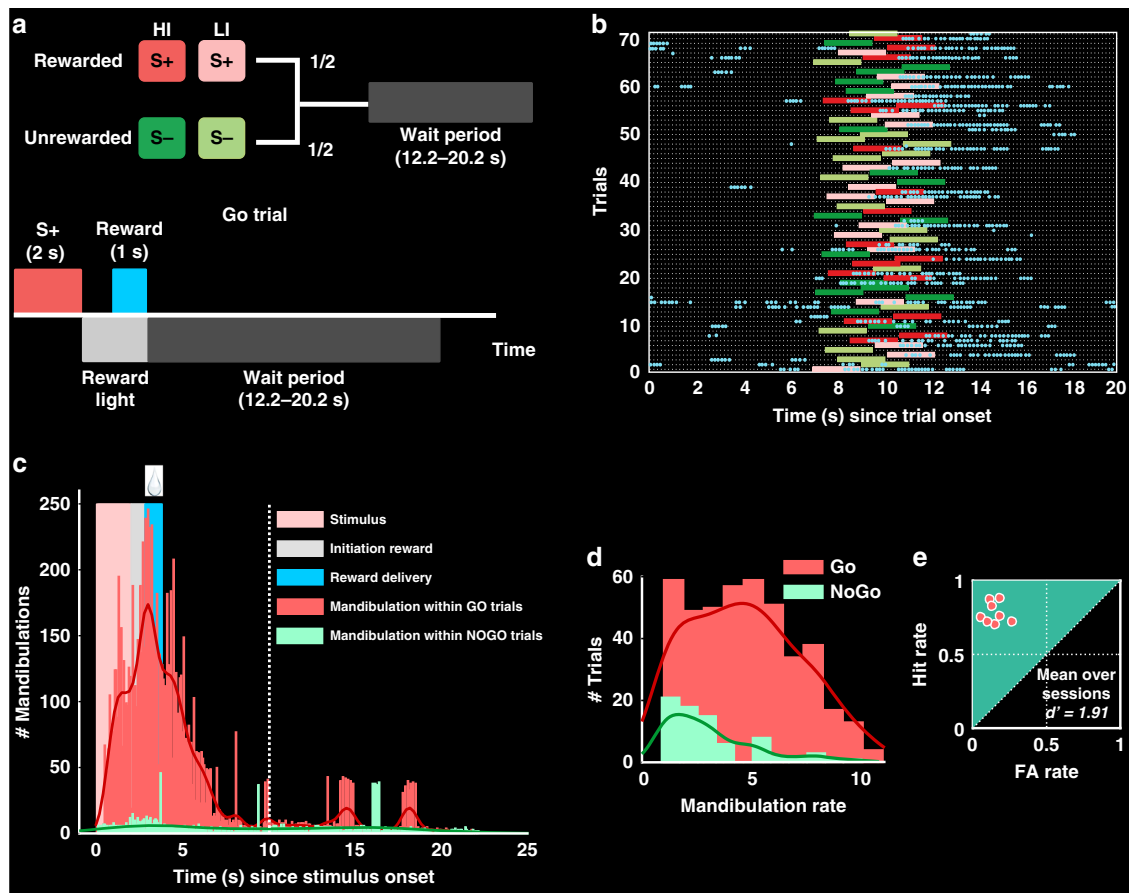 a
HI LI
Rewarded S+ S+ 1/2
Unrewarded S− S− 1/2
Wait period
(12.2–20.2 s)
Go trial
S+
(2 s)
Reward
(1 s)
Time
Reward
light
Wait period
(12.2–20.2 s)
b
Trials
70
60
50
40
30
20
10
0
0 2 4 6 8 10 12 14 16 18 20
Time (s) since trial onset
c
# Mandibulations
250
200
150
100
50
0
0 5 10 15 20 25
Time (s) since stimulus onset
Stimulus
Initiation reward
Reward delivery
Mandibulation within GO trials
Mandibulation within NOGO trials
d
Go
NoGo
# Trials
60
40
20
0
0 5 10
Mandibulation rate
e
Hit rate
1
0.5
0
Mean over
sessions
d’ = 1.91
0 0.5 1
FA rate